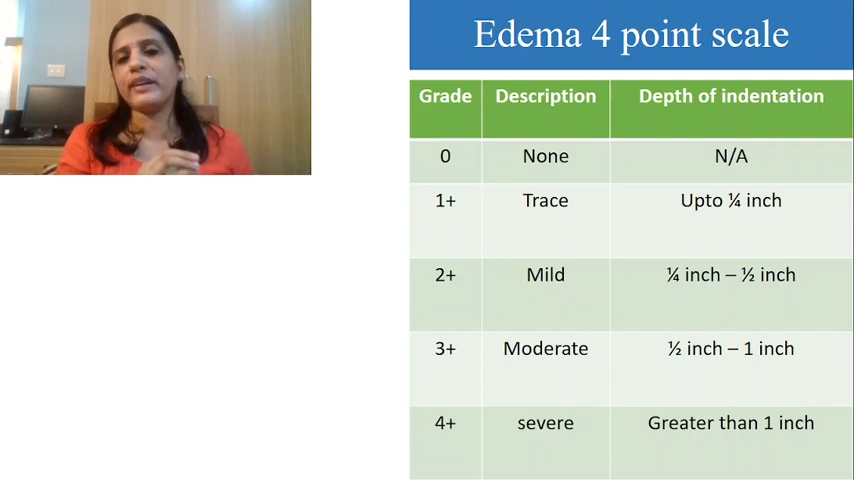 Edema 4 point scale
Grade Description Depth of indentation
0 None N/A
1+ Trace Upto ¼ inch
2+ Mild ¼ inch – ½ inch
3+ Moderate ½ inch – 1 inch
4+ severe Greater than 1 inch